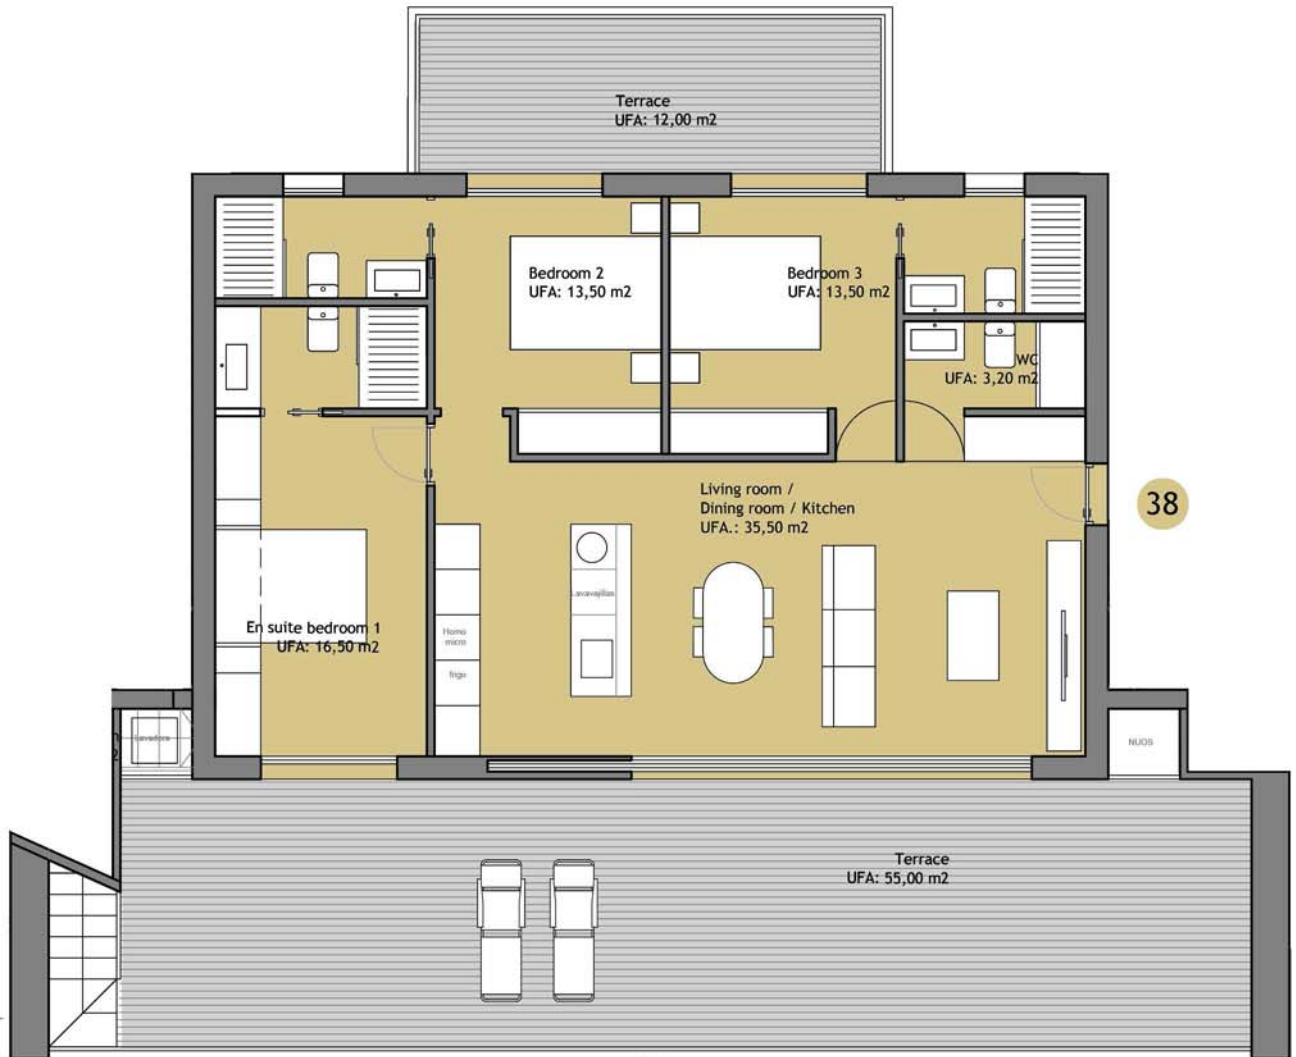 Terrace
UFA: 12,00 m2
Bedroom 2
UFA: 13,50 m2
Bedroom 3
UFA: 13,50 m2
WC
UFA: 3,20 m2
Living room /
Dining room / Kitchen
UFA.: 35,50 m2
38
Lavavajillas
En suite bedroom 1
UFA: 16,50 m2
Horno
micro
frigo
Lavadora
NUOS
Terrace
UFA: 55,00 m2